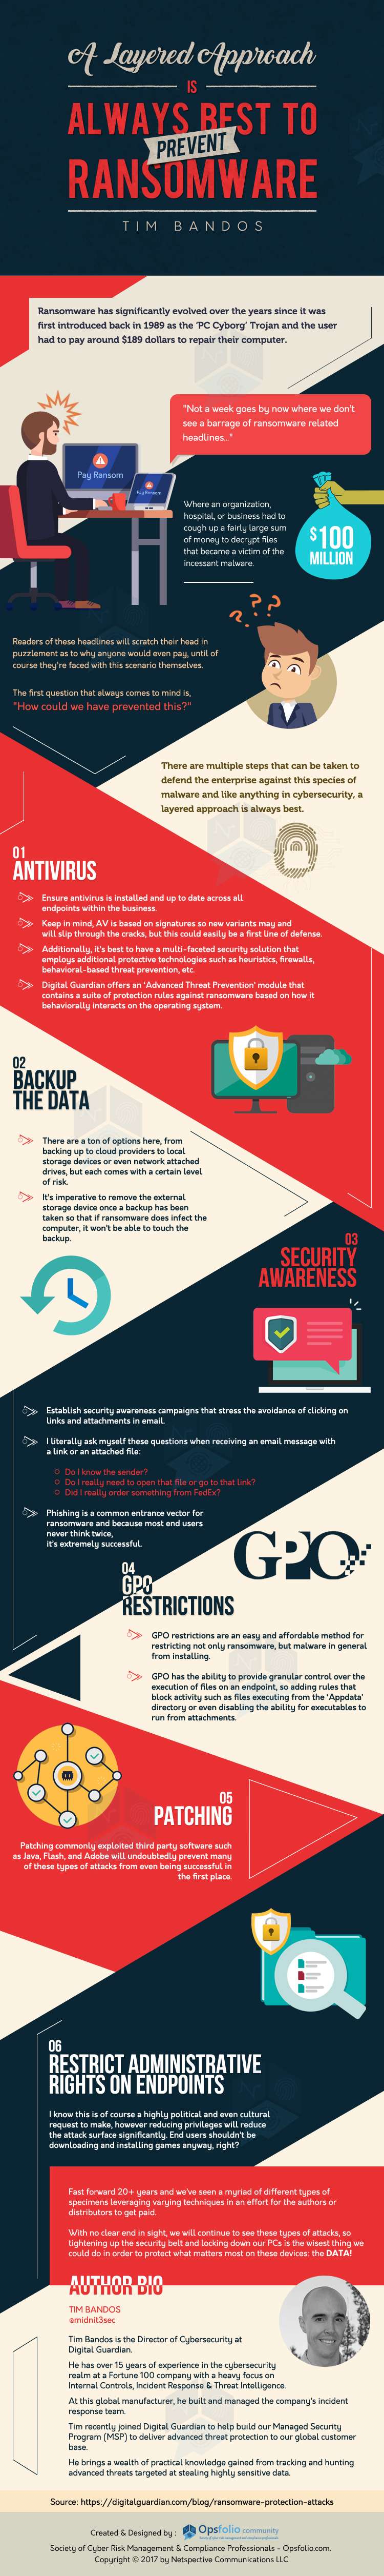 A Layered Approach
IS
ALWAYS BEST TO
PREVENT
RANSOMWARE
TIM BANDOS
Ransomware has significantly evolved over the years since it was
first introduced back in 1989 as the 'PC Cyborg' Trojan and the user
had to pay around $189 dollars to repair their computer.
"Not a week goes by now where we don't
see a barrage of ransomware related
headlines..."
Pay Ransom
Pay Ransom
Where an organization,
hospital, or business had to
cough up a fairly large sum
of money to decrypt files
that became a victim of the
incessant malware.
$100
MILLION
Readers of these headlines will scratch their head in
puzzlement as to why anyone would even pay, until of
course they're faced with this scenario themselves.
The first question that always comes to mind is,
"How could we have prevented this?"
There are multiple steps that can be taken to
defend the enterprise against this species of
malware and like anything in cybersecurity, a
layered approach is always best.
01
ANTIVIRUS
Ensure antivirus is installed and up to date across all
endpoints within the business.
Keep in mind, AV is based on signatures so new variants may and
will slip through the cracks, but this could easily be a first line of defense.
Additionally, it's best to have a multi-faceted security solution that
employs additional protective technologies such as heuristics, firewalls,
behavioral-based threat prevention, etc.
Digital Guardian offers an 'Advanced Threat Prevention' module that
contains a suite of protection rules against ransomware based on how it
behaviorally interacts on the operating system.
02
BACKUP
THE DATA
There are a ton of options here, from
backing up to cloud providers to local
storage devices or even network attached
drives, but each comes with a certain level
of risk.
It's imperative to remove the external
storage device once a backup has been
taken so that if ransomware does infect the
computer, it won't be able to touch the
backup.
03
SECURITY
AWARENESS
Establish security awareness campaigns that stress the avoidance of clicking on
links and attachments in email.
I literally ask myself these questions when receiving an email message with
a link or an attached file:
Do I know the sender?
Do I really need to open that file or go to that link?
Did I really order something from FedEx?
Phishing is a common entrance vector for
ransomware and because most end users
never think twice,
it's extremely successful.
GPO
04
GPO
RESTRICTIONS
GPO restrictions are an easy and affordable method for
restricting not only ransomware, but malware in general
from installing.
GPO has the ability to provide granular control over the
execution of files on an endpoint, so adding rules that
block activity such as files executing from the 'Appdata'
directory or even disabling the ability for executables to
run from attachments.
05
PATCHING
Patching commonly exploited third party software such
as Java, Flash, and Adobe will undoubtedly prevent many
of these types of attacks from even being successful in
the first place.
06
RESTRICT ADMINISTRATIVE
RIGHTS ON ENDPOINTS
I know this is of course a highly political and even cultural
request to make, however reducing privileges will reduce
the attack surface significantly. End users shouldn't be
downloading and installing games anyway, right?
Fast forward 20+ years and we've seen a myriad of different types of
specimens leveraging varying techniques in an effort for the authors or
distributors to get paid.
With no clear end in sight, we will continue to see these types of attacks, so
tightening up the security belt and locking down our PCs is the wisest thing we
could do in order to protect what matters most on these devices: the DATA!
AUTHOR BIO
TIM BANDOS
@midnit3sec
Tim Bandos is the Director of Cybersecurity at
Digital Guardian.
He has over 15 years of experience in the cybersecurity
realm at a Fortune 100 company with a heavy focus on
Internal Controls, Incident Response & Threat Intelligence.
At this global manufacturer, he built and managed the company's incident
response team.
Tim recently joined Digital Guardian to help build our Managed Security
Program (MSP) to deliver advanced threat protection to our global customer
base.
He brings a wealth of practical knowledge gained from tracking and hunting
advanced threats targeted at stealing highly sensitive data.
Source: https://digitalguardian.com/blog/ransomware-protection-attacks
Created & Designed by : Opsfolio community
Society of Cyber Risk Management & Compliance Professionals - Opsfolio.com.
Copyright © 2017 by Netspective Communications LLC